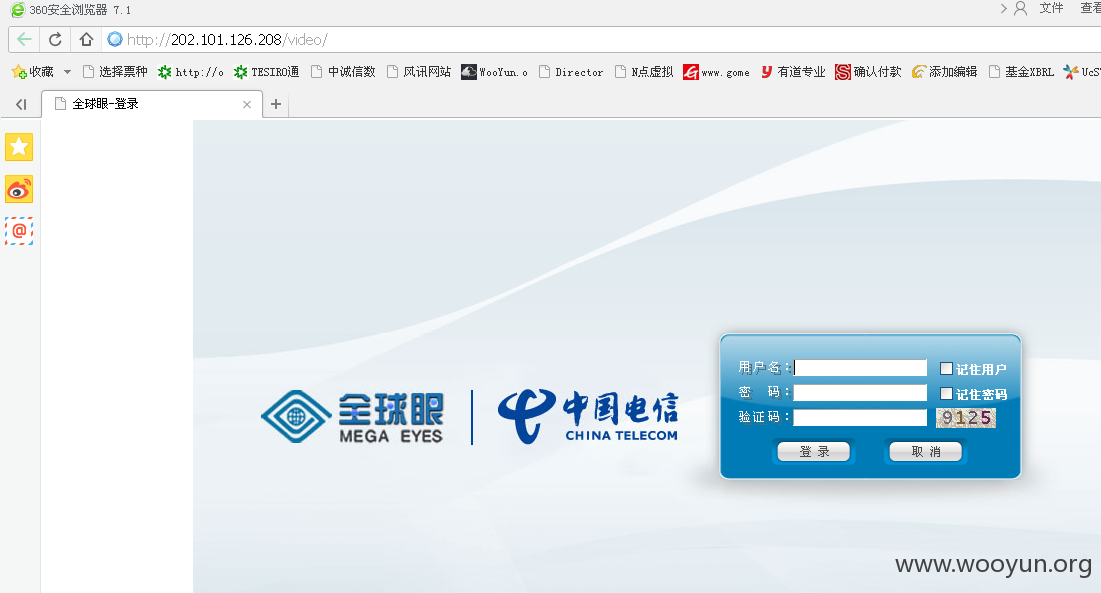 360安全浏览器 7.1
文件 查看
http://202.101.126.208/video/
收藏 选择票种 http://o TESIRO通 中诚信数 风讯网站 WooYun.o Director N点虚拟 www.gome 有道专业 确认付款 添加编辑 基金XBRL UcS
全球眼-登录
用户名: 记住用户
密 码: 记住密码
验证码: 9125
登 录 取 消
全球眼
MEGA EYES
中国电信
CHINA TELECOM
www.wooyun.org